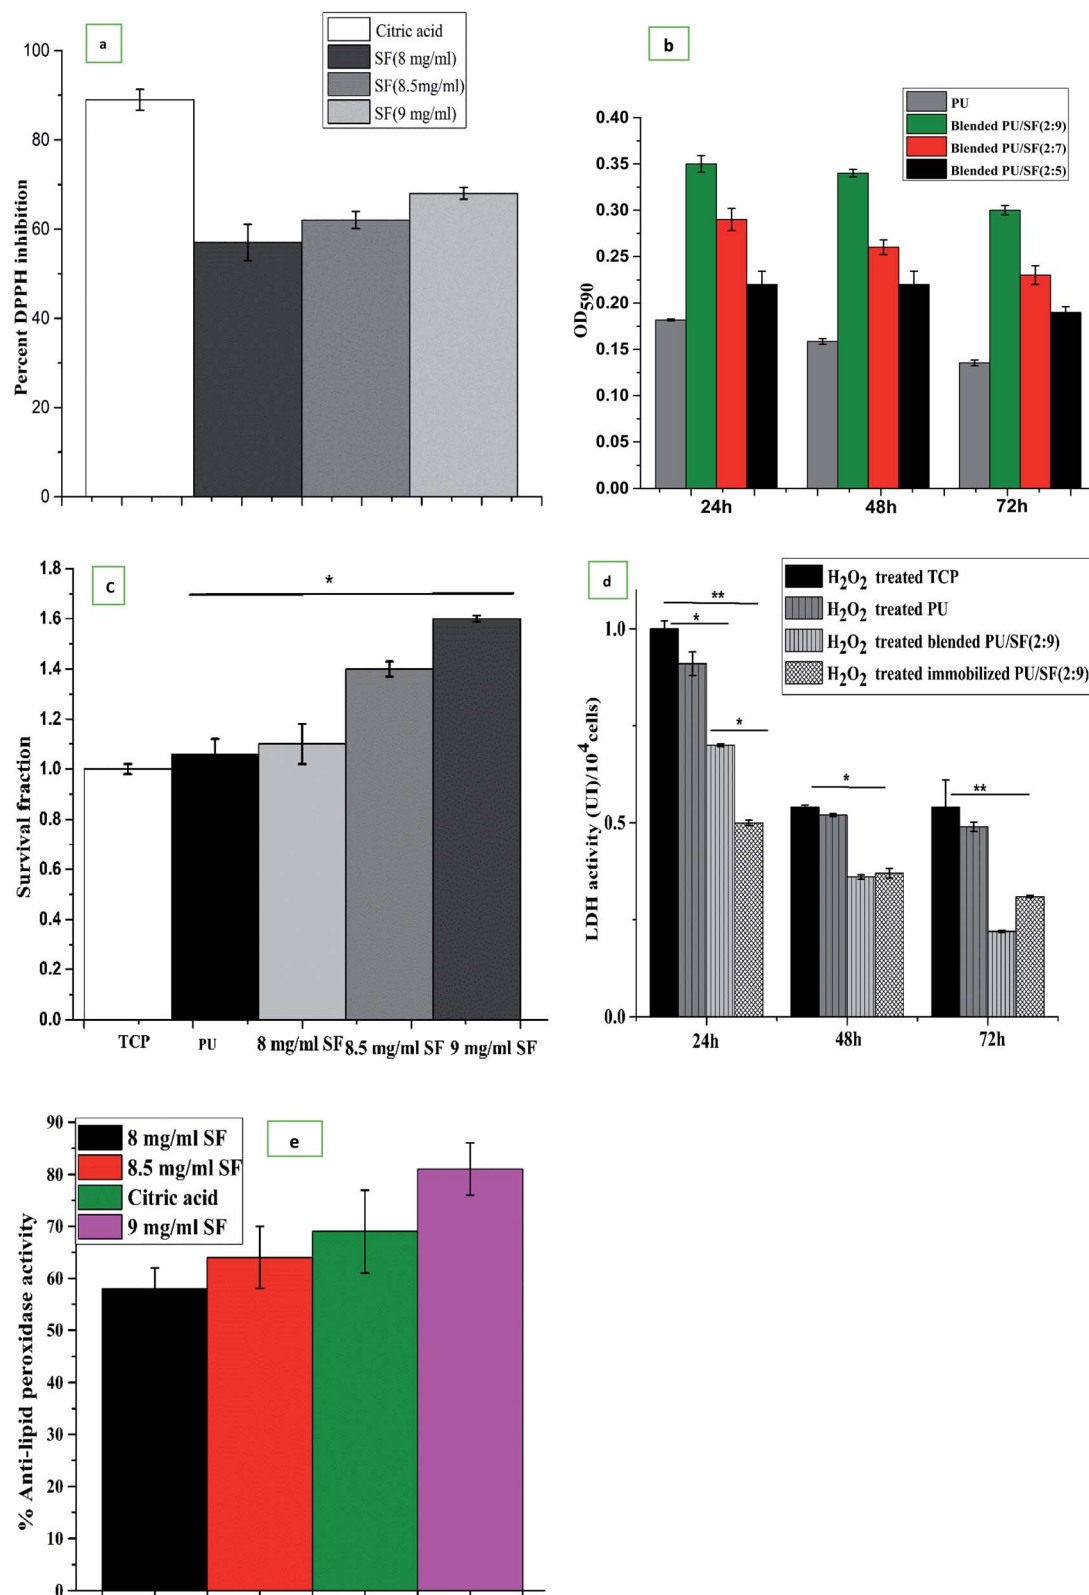 a
Citric acid
SF(8 mg/ml)
SF(8.5mg/ml)
SF(9 mg/ml)
100
80
60
40
20
0
Percent DPPH inhibition
b
PU
Blended PU/SF(2:9)
Blended PU/SF(2:7)
Blended PU/SF(2:5)
0.40
0.35
0.30
0.25
0.20
0.15
0.10
0.05
0.00
OD590
24h
48h
72h
c
*
1.8
1.6
1.4
1.2
1.0
0.8
0.6
0.4
0.2
0.0
Survival fraction
TCP
PU
8 mg/ml SF
8.5 mg/ml SF
9 mg/ml SF
d
H2O2 treated TCP
H2O2 treated PU
H2O2 treated blended PU/SF(2:9)
H2O2 treated immobilized PU/SF(2:9)
**
*
*
*
**
1.0
0.5
0.0
LDH activity (UI)/10^4cells)
24h
48h
72h
e
8 mg/ml SF
8.5 mg/ml SF
Citric acid
9 mg/ml SF
90
80
70
60
50
40
30
20
10
0
% Anti-lipid peroxidase activity